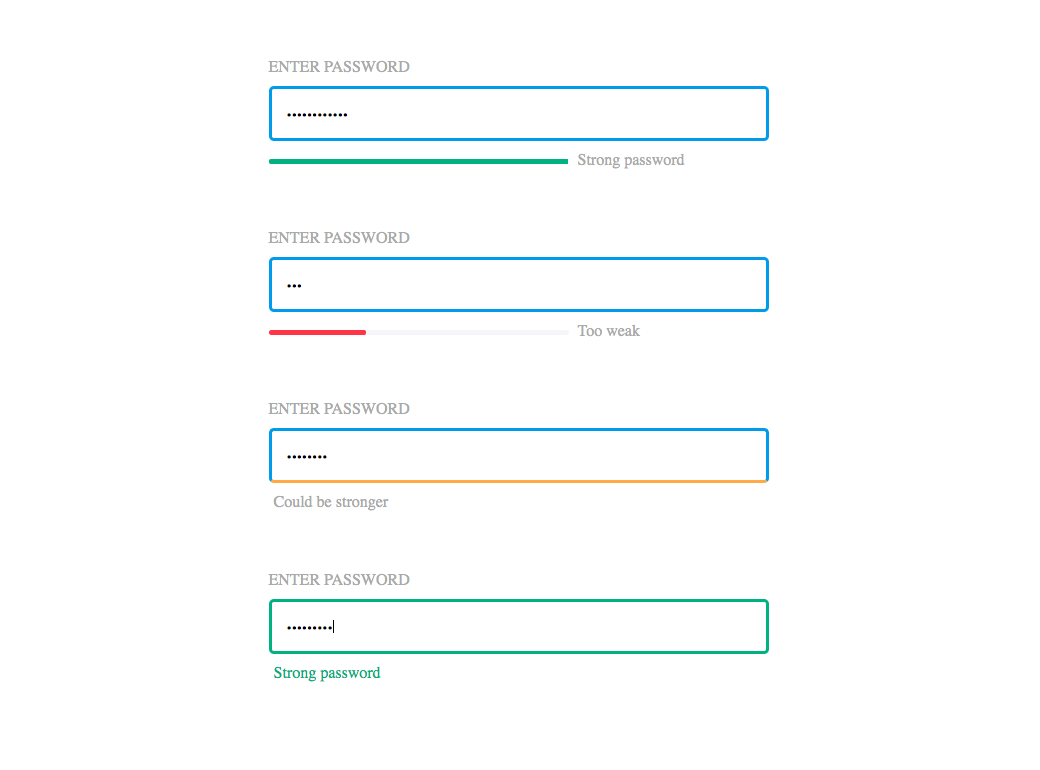 ENTER PASSWORD
••••••••••••
Strong password
ENTER PASSWORD
•••
Too weak
ENTER PASSWORD
••••••••
Could be stronger
ENTER PASSWORD
•••••••••
Strong password